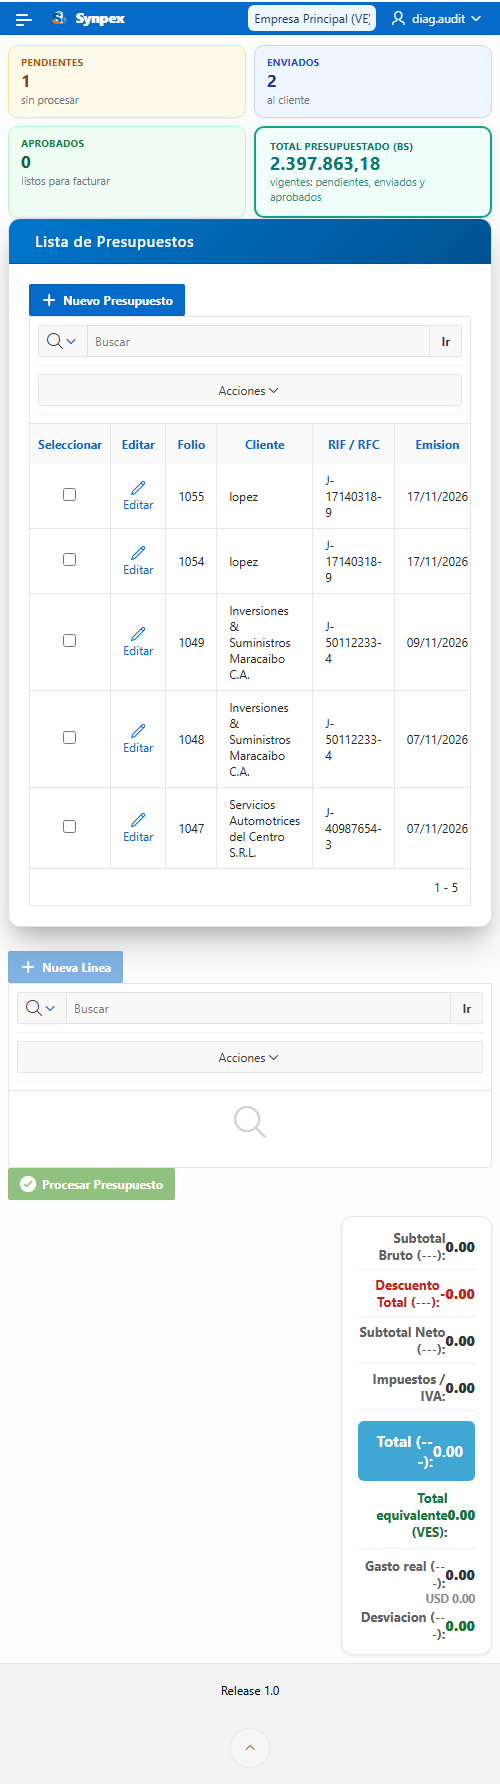 Synpex
Empresa Principal (VE)
diag.audit
PENDIENTES
1
sin procesar
ENVIADOS
2
al cliente
APROBADOS
0
listos para facturar
TOTAL PRESUPUESTADO (BS)
2.397.863,18
vigentes: pendientes, enviados y
aprobados
Lista de Presupuestos
Nuevo Presupuesto
Buscar
Ir
Acciones
Seleccionar Editar Folio Cliente RIF / RFC Emision
Editar 1055 lopez J-17140318-9 17/11/2026
Editar 1054 lopez J-17140318-9 17/11/2026
Editar 1049 Inversiones & Suministros Maracaibo C.A. J-50112233-4 09/11/2026
Editar 1048 Inversiones & Suministros Maracaibo C.A. J-50112233-4 07/11/2026
Editar 1047 Servicios Automotrices del Centro S.R.L. J-40987654-3 07/11/2026
1 - 5
Nueva Linea
Buscar
Ir
Acciones
Procesar Presupuesto
Subtotal Bruto (---): 0.00
Descuento Total (---): -0.00
Subtotal Neto (---): 0.00
Impuestos / IVA: 0.00
Total (---): 0.00
Total equivalente (VES): 0.00
Gasto real (---): 0.00
USD 0.00
Desviacion (---): 0.00
Release 1.0